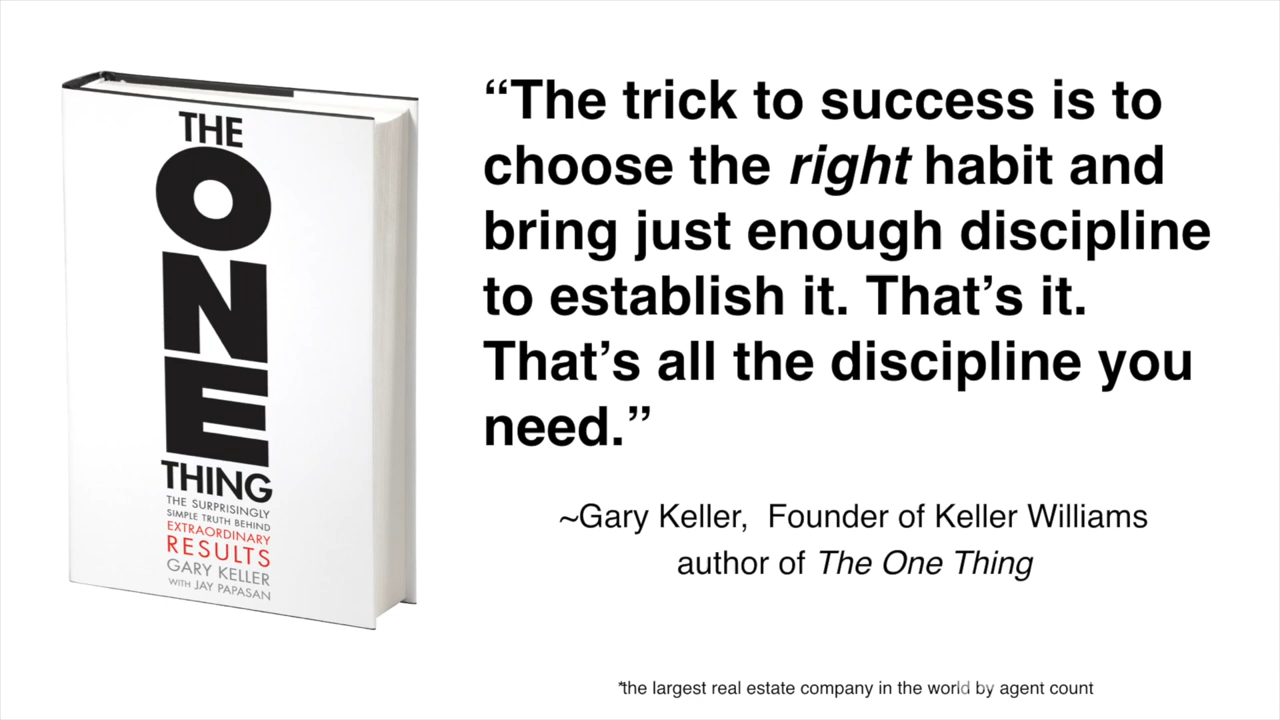 THE
ONE
THING
THE SURPRISINGLY
SIMPLE TRUTH BEHIND
EXTRAORDINARY
RESULTS
GARY KELLER
WITH JAY PAPASAN
“The trick to success is to
choose the right habit and
bring just enough discipline
to establish it. That’s it.
That’s all the discipline you
need.”
~Gary Keller, Founder of Keller Williams
author of The One Thing
*the largest real estate company in the world by agent count